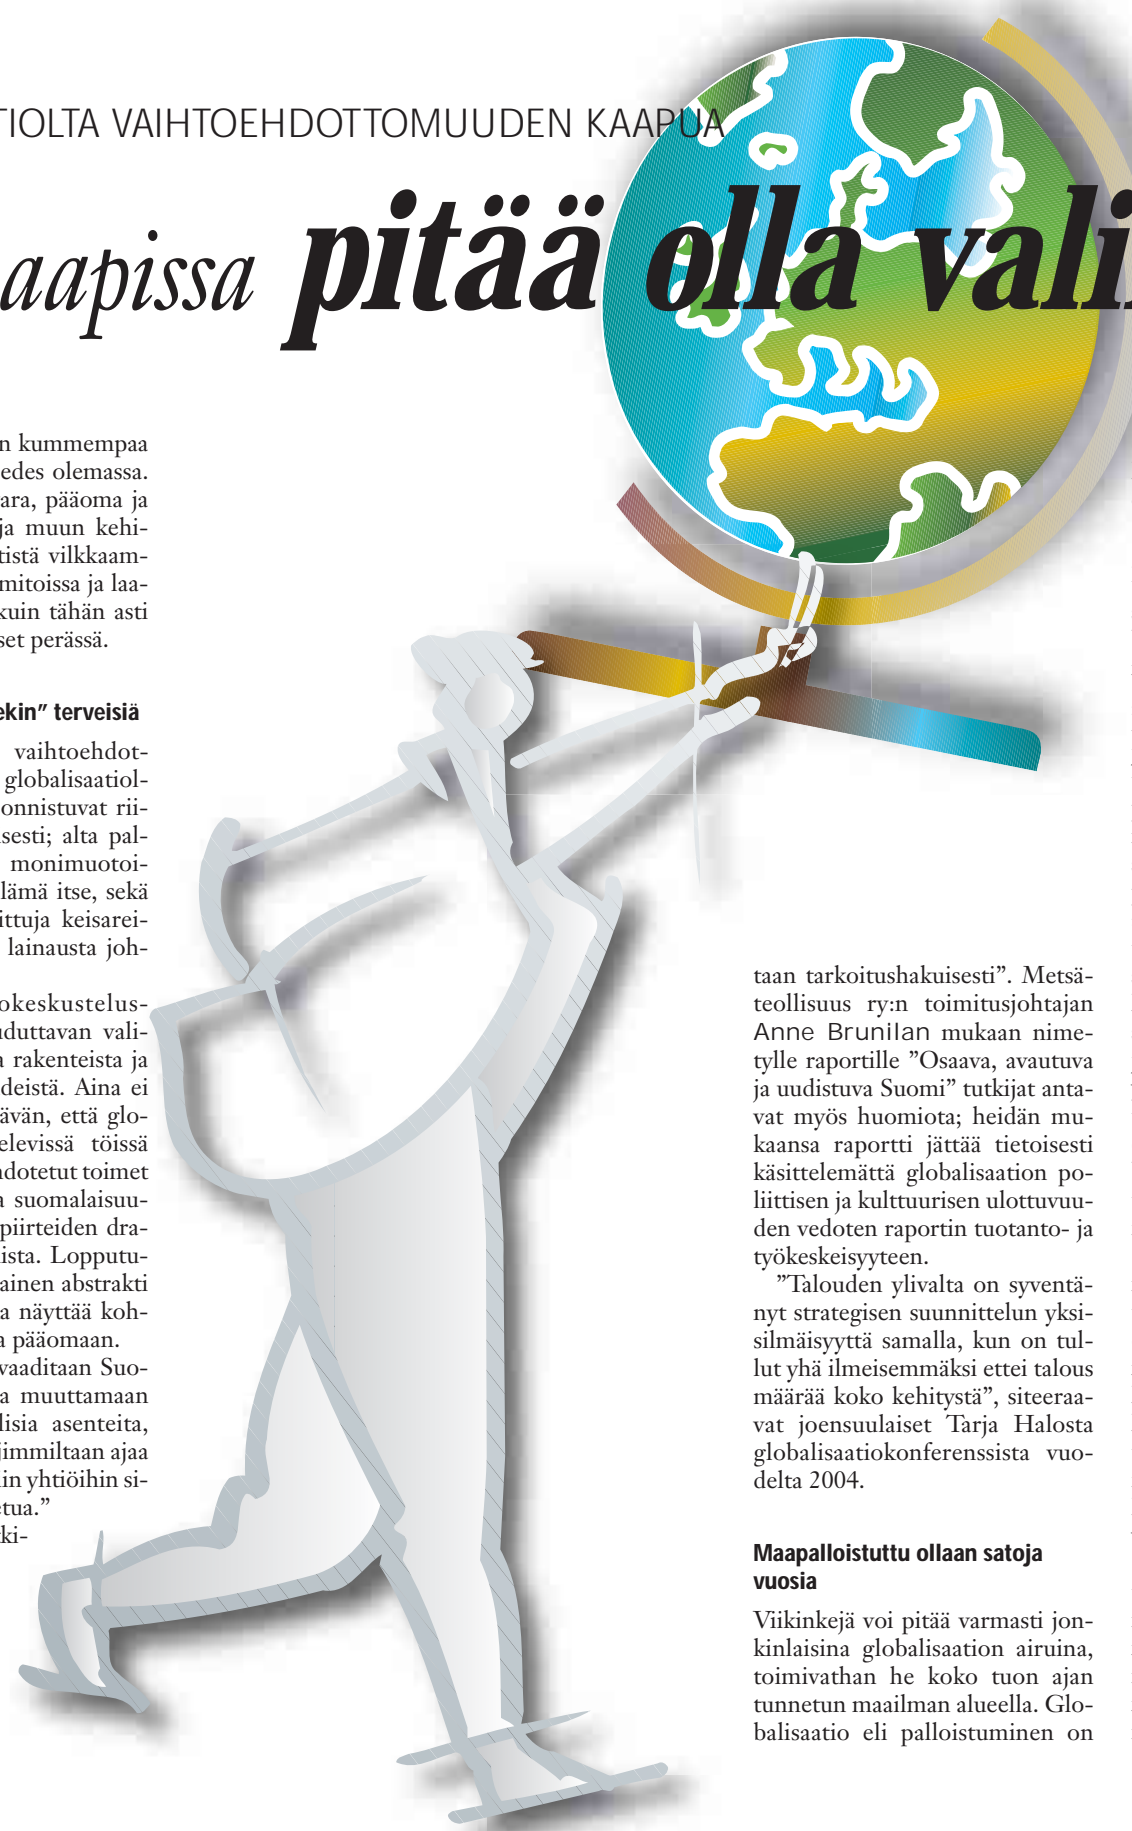 TIOLTA VAIHTOEHDOTTOMUUDEN KAAPUA
aapissa pitää olla vali
n kummempaa
edes olemassa.
ara, pääoma ja
ja muun kehi-
tistä vilkkaam-
mitoissa ja laa-
kuin tähän asti
set perässä.
ekin” terveisiä
vaihtoehdot-
globalisaatiol-
onnistuvat rii-
sesti; alta pal-
monimuotoi-
lämä itse, sekä
ittuja keisarei-
lainausta joh-
okeskustelus-
uduttavan vali-
a rakenteista ja
deistä. Aina ei
ävän, että glo-
elevissä töissä
hdotetut toimet
a suomalaisuu-
piirteiden dra-
ista. Lopputu-
ainen abstrakti
a näyttää koh-
a pääomaan.
vaaditaan Suo-
a muuttamaan
lisia asenteita,
jimmiltaan ajaa
in yhtiöihin si-
etua.”
ki-
taan tarkoitushakuisesti”. Metsä-
teollisuus ry:n toimitusjohtajan
Anne Brunilan mukaan nime-
tylle raportille ”Osaava, avautuva
ja uudistuva Suomi” tutkijat anta-
vat myös huomiota; heidän mu-
kaansa raportti jättää tietoisesti
käsittelemättä globalisaation po-
liittisen ja kulttuurisen ulottuvuu-
den vedoten raportin tuotanto- ja
työkeskeisyyteen.
”Talouden ylivalta on syventä-
nyt strategisen suunnittelun yksi-
silmäisyyttä samalla, kun on tul-
lut yhä ilmeisemmäksi ettei talous
määrää koko kehitystä”, siteeraa-
vat joensuulaiset Tarja Halosta
globalisaatiokonferenssista vuo-
delta 2004.
Maapalloistuttu ollaan satoja
vuosia
Viikinkejä voi pitää varmasti jon-
kinlaisina globalisaation airuina,
toimivathan he koko tuon ajan
tunnetun maailman alueella. Glo-
balisaatio eli palloistuminen on